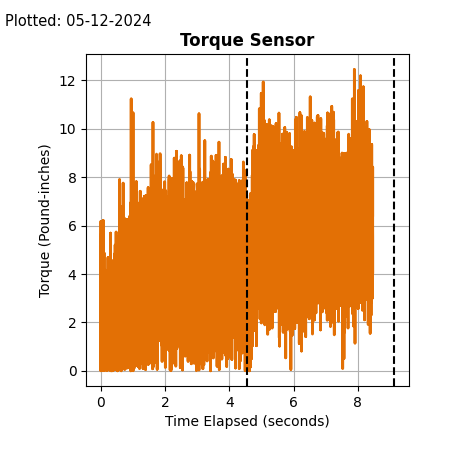 Plotted: 05-12-2024
Torque Sensor
12
10
8
6
4
2
0
Torque (Pound-inches)
0 2 4 6 8
Time Elapsed (seconds)